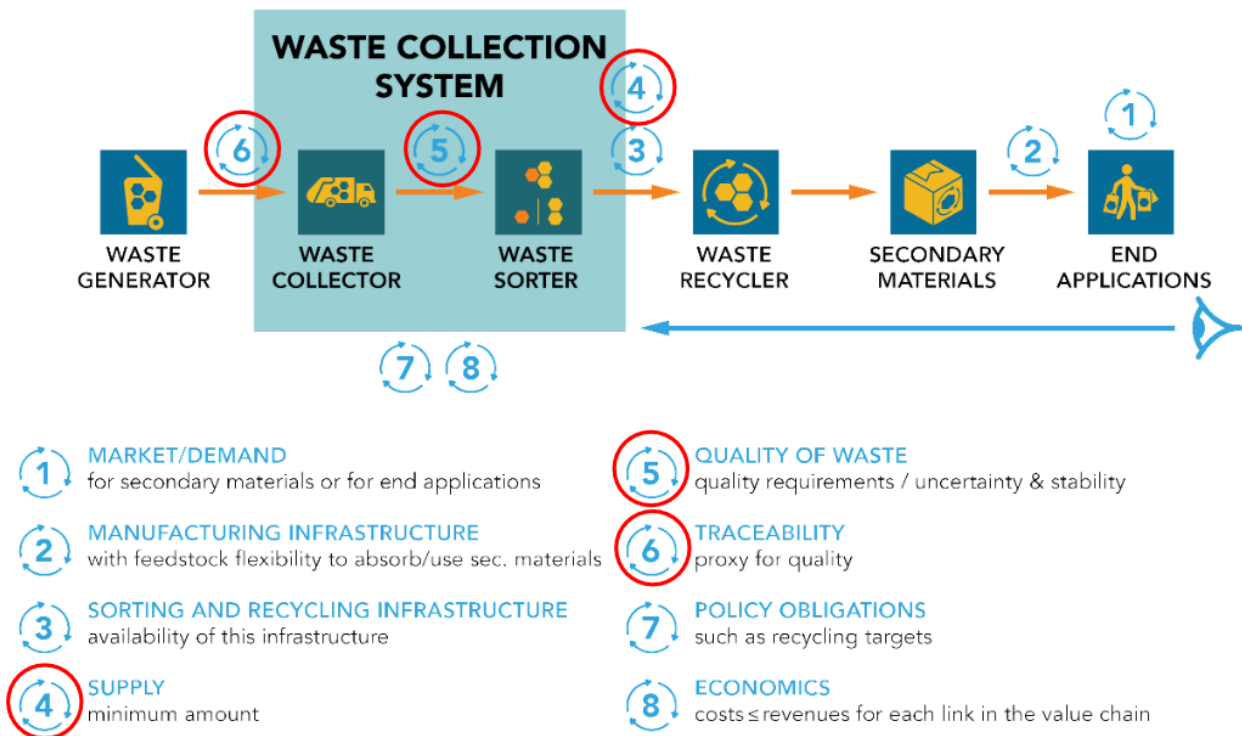 WASTE COLLECTION
SYSTEM
4
6
5
3
2
1
WASTE
GENERATOR
WASTE
COLLECTOR
WASTE
SORTER
WASTE
RECYCLER
SECONDARY
MATERIALS
END
APPLICATIONS
7
8
1
MARKET/DEMAND
for secondary materials or for end applications
2
MANUFACTURING INFRASTRUCTURE
with feedstock flexibility to absorb/use sec. materials
3
SORTING AND RECYCLING INFRASTRUCTURE
availability of this infrastructure
4
SUPPLY
minimum amount
5
QUALITY OF WASTE
quality requirements / uncertainty & stability
6
TRACEABILITY
proxy for quality
7
POLICY OBLIGATIONS
such as recycling targets
8
ECONOMICS
costs ≤ revenues for each link in the value chain